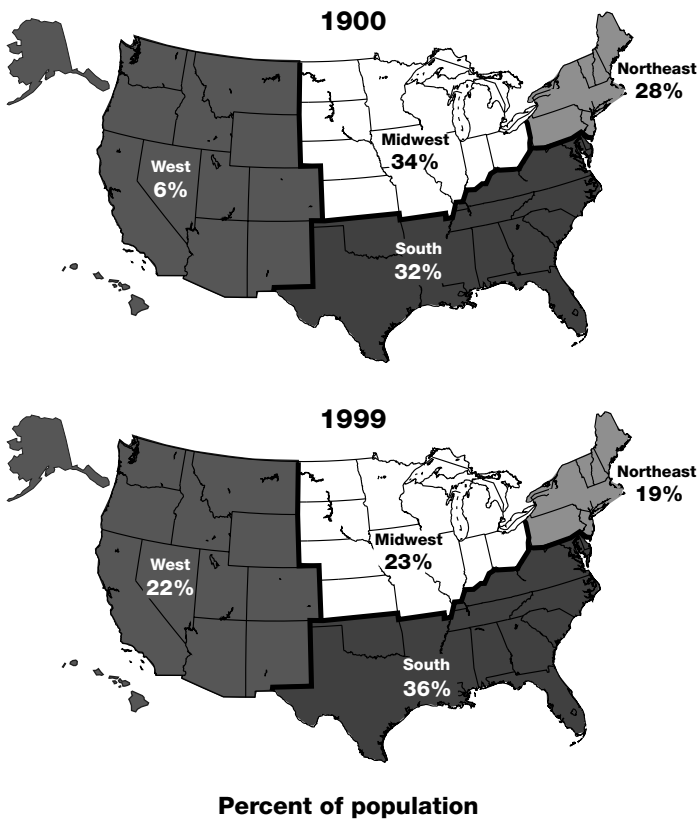 1900
Northeast
28%
Midwest
34%
West
6%
South
32%
1999
Northeast
19%
Midwest
23%
West
22%
South
36%
Percent of population